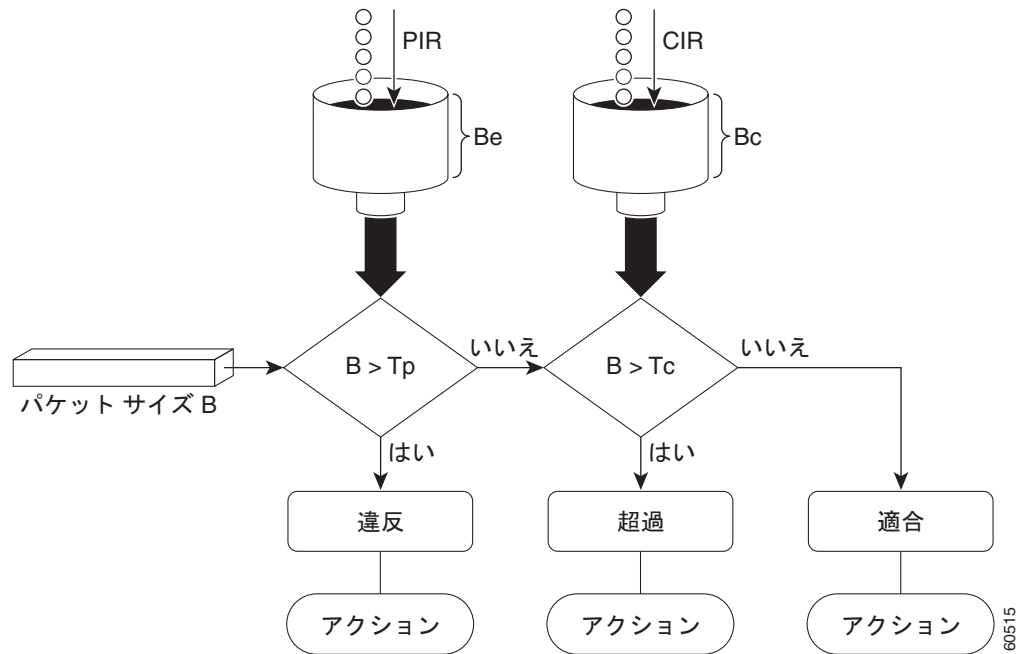 PIR
CIR
Be
Bc
パケット サイズ B
B > Tp
いいえ
B > Tc
いいえ
はい
はい
違反
超過
適合
アクション
アクション
アクション
60515